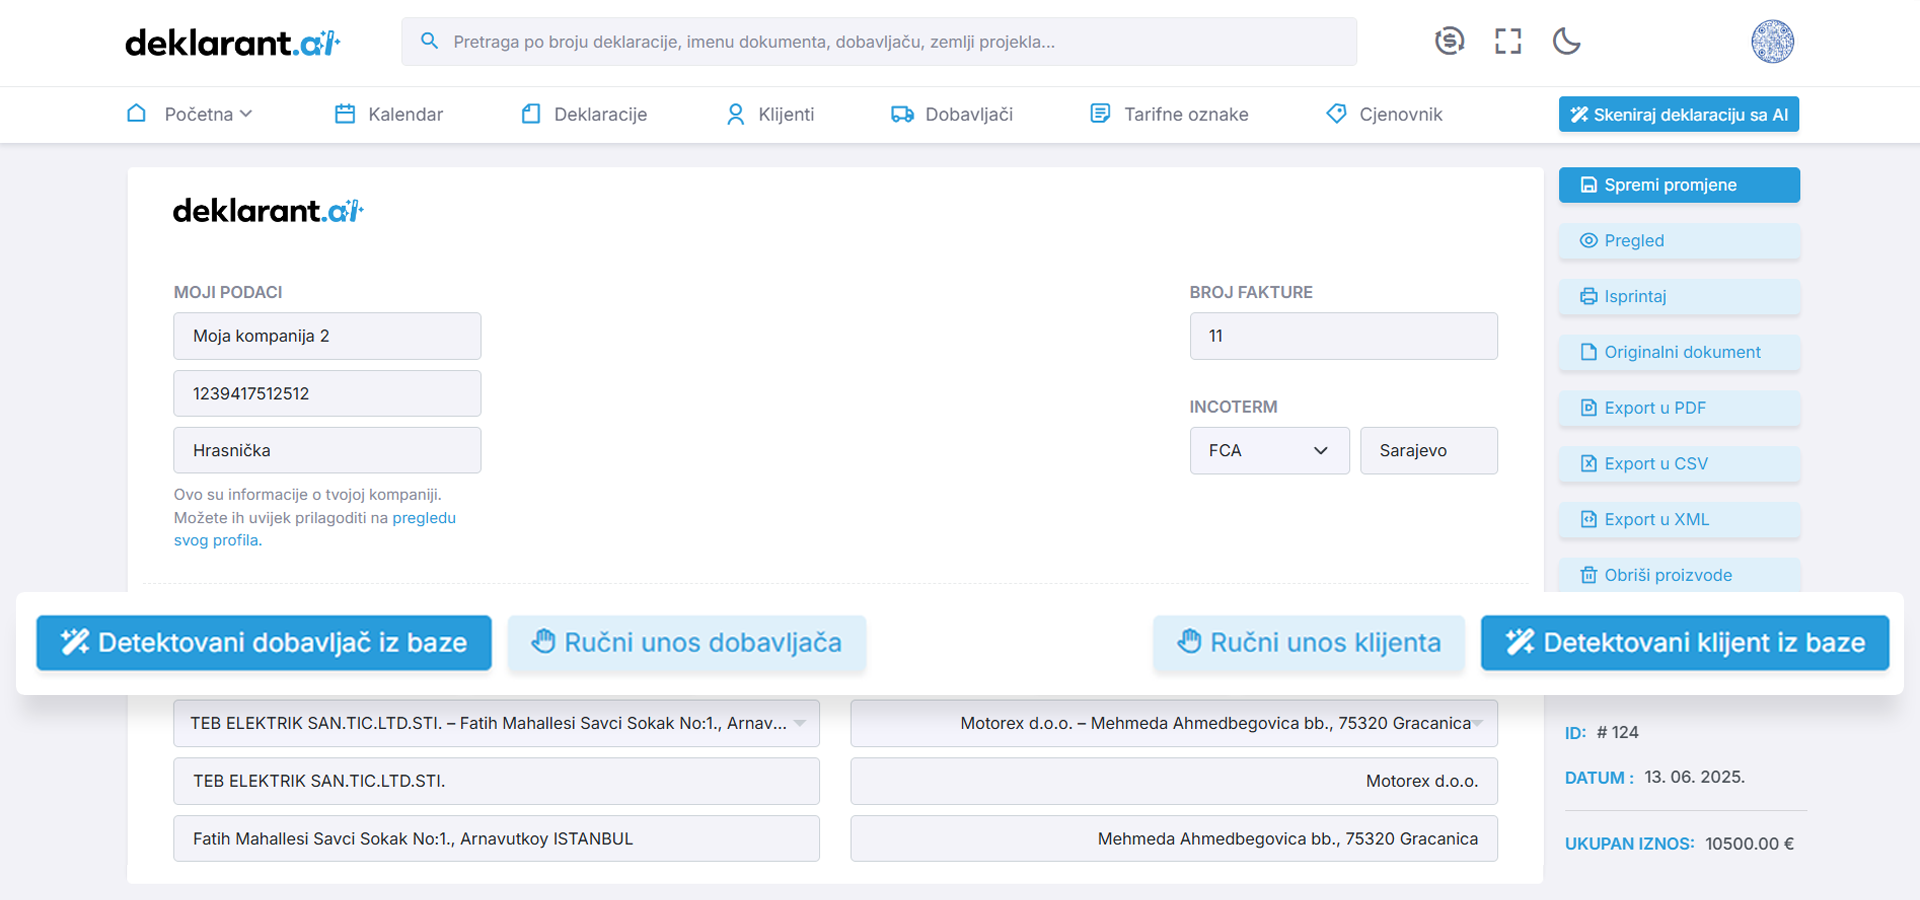 deklarant.ai
Pretraga po broju deklaracije, imenu dokumenta, dobavljaču, zemlji projekla...
Početna
Kalendar
Deklaracije
Klijenti
Dobavljači
Tarifne oznake
Cjenovnik
Skeniraj deklaraciju sa AI
deklarant.ai
MOJI PODACI
Moja kompanija 2
1239417512512
Hrasnička
Ovo su informacije o tvojoj kompaniji.
Možete ih uvijek prilagoditi na pregledu
svog profila.
BROJ FAKTURE
11
INCOTERM
FCA
Sarajevo
Spremi promjene
Pregled
Isprintaj
Originalni dokument
Export u PDF
Export u CSV
Export u XML
Obriši proizvode
Detektovani dobavljač iz baze
Ručni unos dobavljača
Ručni unos klijenta
Detektovani klijent iz baze
TEB ELEKTRIK SAN.TIC.LTD.STI. – Fatih Mahallesi Savci Sokak No:1., Arnav...
TEB ELEKTRIK SAN.TIC.LTD.STI.
Fatih Mahallesi Savci Sokak No:1., Arnavutkoy ISTANBUL
Motorex d.o.o. – Mehmeda Ahmedbegovica bb., 75320 Gracanica
Motorex d.o.o.
Mehmeda Ahmedbegovica bb., 75320 Gracanica
ID: # 124
DATUM : 13. 06. 2025.
UKUPAN IZNOS: 10500.00 €